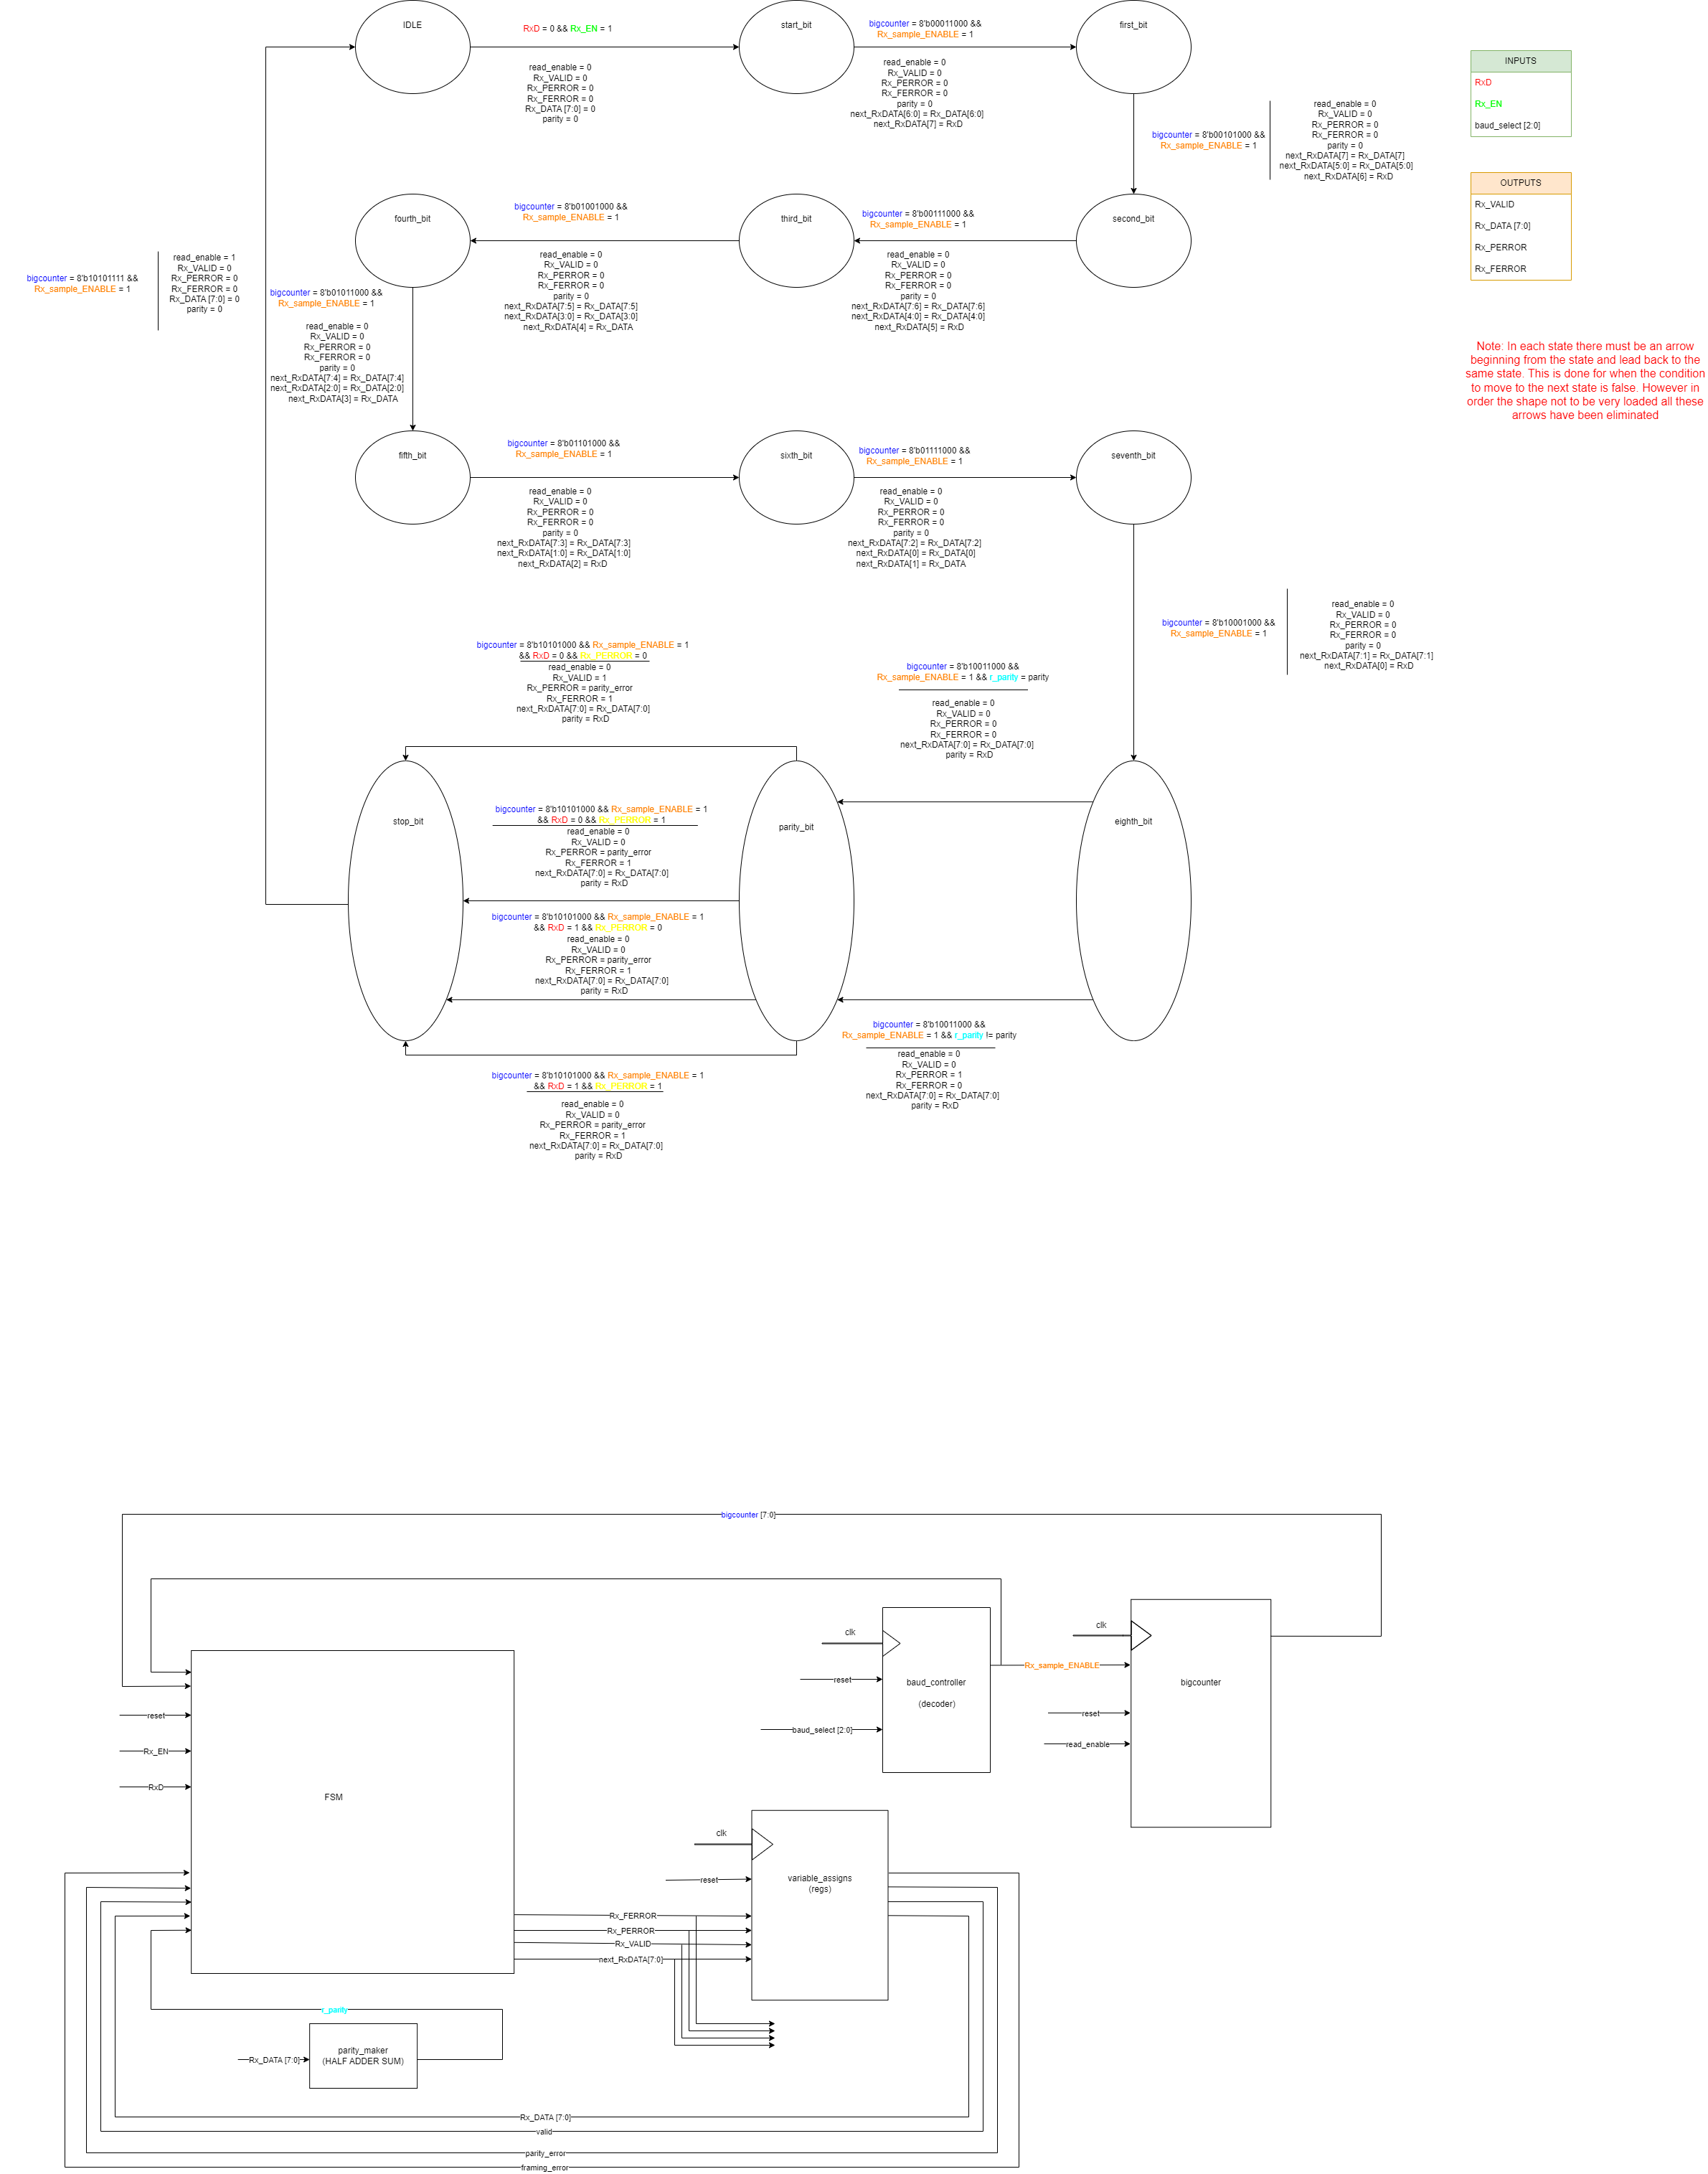 IDLE
RxD = 0 && Rx_EN = 1
read_enable = 0
Rx_VALID = 0
Rx_PERROR = 0
Rx_FERROR = 0
Rx_DATA [7:0] = 0
parity = 0
start_bit
bigcounter = 8'b00011000 &&
Rx_sample_ENABLE = 1
read_enable = 0
Rx_VALID = 0
Rx_PERROR = 0
Rx_FERROR = 0
parity = 0
next_RxDATA[6:0] = Rx_DATA[6:0]
next_RxDATA[7] = RxD
first_bit
bigcounter = 8'b00101000 &&
Rx_sample_ENABLE = 1
read_enable = 0
Rx_VALID = 0
Rx_PERROR = 0
Rx_FERROR = 0
parity = 0
next_RxDATA[7] = Rx_DATA[7]
next_RxDATA[5:0] = Rx_DATA[5:0]
next_RxDATA[6] = RxD
INPUTS
RxD
Rx_EN
baud_select [2:0]
OUTPUTS
Rx_VALID
Rx_DATA [7:0]
Rx_PERROR
Rx_FERROR
Note: In each state there must be an arrow
beginning from the state and lead back to the
same state. This is done for when the condition
to move to the next state is false. However in
order the shape not to be very loaded all these
arrows have been eliminated
second_bit
bigcounter = 8'b00111000 &&
Rx_sample_ENABLE = 1
read_enable = 0
Rx_VALID = 0
Rx_PERROR = 0
Rx_FERROR = 0
parity = 0
next_RxDATA[7:6] = Rx_DATA[7:6]
next_RxDATA[4:0] = Rx_DATA[4:0]
next_RxDATA[5] = RxD
third_bit
bigcounter = 8'b01001000 &&
Rx_sample_ENABLE = 1
read_enable = 0
Rx_VALID = 0
Rx_PERROR = 0
Rx_FERROR = 0
parity = 0
next_RxDATA[7:5] = Rx_DATA[7:5]
next_RxDATA[3:0] = Rx_DATA[3:0]
next_RxDATA[4] = Rx_DATA
fourth_bit
bigcounter = 8'b01011000 &&
Rx_sample_ENABLE = 1
read_enable = 0
Rx_VALID = 0
Rx_PERROR = 0
Rx_FERROR = 0
parity = 0
next_RxDATA[7:4] = Rx_DATA[7:4]
next_RxDATA[2:0] = Rx_DATA[2:0]
next_RxDATA[3] = Rx_DATA
bigcounter = 8'b10101111 &&
Rx_sample_ENABLE = 1
read_enable = 1
Rx_VALID = 0
Rx_PERROR = 0
Rx_FERROR = 0
Rx_DATA [7:0] = 0
parity = 0
fifth_bit
bigcounter = 8'b01101000 &&
Rx_sample_ENABLE = 1
read_enable = 0
Rx_VALID = 0
Rx_PERROR = 0
Rx_FERROR = 0
parity = 0
next_RxDATA[7:3] = Rx_DATA[7:3]
next_RxDATA[1:0] = Rx_DATA[1:0]
next_RxDATA[2] = RxD
sixth_bit
bigcounter = 8'b01111000 &&
Rx_sample_ENABLE = 1
read_enable = 0
Rx_VALID = 0
Rx_PERROR = 0
Rx_FERROR = 0
parity = 0
next_RxDATA[7:2] = Rx_DATA[7:2]
next_RxDATA[0] = Rx_DATA[0]
next_RxDATA[1] = Rx_DATA
seventh_bit
bigcounter = 8'b10001000 &&
Rx_sample_ENABLE = 1
read_enable = 0
Rx_VALID = 0
Rx_PERROR = 0
Rx_FERROR = 0
parity = 0
next_RxDATA[7:1] = Rx_DATA[7:1]
next_RxDATA[0] = RxD
bigcounter = 8'b10101000 && Rx_sample_ENABLE = 1
&& RxD = 0 && Rx_PERROR = 0
read_enable = 0
Rx_VALID = 1
Rx_PERROR = parity_error
Rx_FERROR = 1
next_RxDATA[7:0] = Rx_DATA[7:0]
parity = RxD
bigcounter = 8'b10011000 &&
Rx_sample_ENABLE = 1 && r_parity = parity
read_enable = 0
Rx_VALID = 0
Rx_PERROR = 0
Rx_FERROR = 0
next_RxDATA[7:0] = Rx_DATA[7:0]
parity = RxD
stop_bit
parity_bit
eighth_bit
bigcounter = 8'b10101000 && Rx_sample_ENABLE = 1
&& RxD = 0 && Rx_PERROR = 1
read_enable = 0
Rx_VALID = 0
Rx_PERROR = parity_error
Rx_FERROR = 1
next_RxDATA[7:0] = Rx_DATA[7:0]
parity = RxD
bigcounter = 8'b10101000 && Rx_sample_ENABLE = 1
&& RxD = 1 && Rx_PERROR = 0
read_enable = 0
Rx_VALID = 0
Rx_PERROR = parity_error
Rx_FERROR = 1
next_RxDATA[7:0] = Rx_DATA[7:0]
parity = RxD
bigcounter = 8'b10011000 &&
Rx_sample_ENABLE = 1 && r_parity != parity
read_enable = 0
Rx_VALID = 0
Rx_PERROR = 1
Rx_FERROR = 0
next_RxDATA[7:0] = Rx_DATA[7:0]
parity = RxD
bigcounter = 8'b10101000 && Rx_sample_ENABLE = 1
&& RxD = 1 && Rx_PERROR = 1
read_enable = 0
Rx_VALID = 0
Rx_PERROR = parity_error
Rx_FERROR = 1
next_RxDATA[7:0] = Rx_DATA[7:0]
parity = RxD
bigcounter [7:0]
reset
Rx_EN
RxD
FSM
clk
reset
baud_select [2:0]
baud_controller
(decoder)
Rx_sample_ENABLE
clk
reset
read_enable
bigcounter
clk
reset
variable_assigns
(regs)
Rx_FERROR
Rx_PERROR
Rx_VALID
next_RxDATA[7:0]
r_parity
Rx_DATA [7:0]
parity_maker
(HALF ADDER SUM)
Rx_DATA [7:0]
valid
parity_error
framing_error